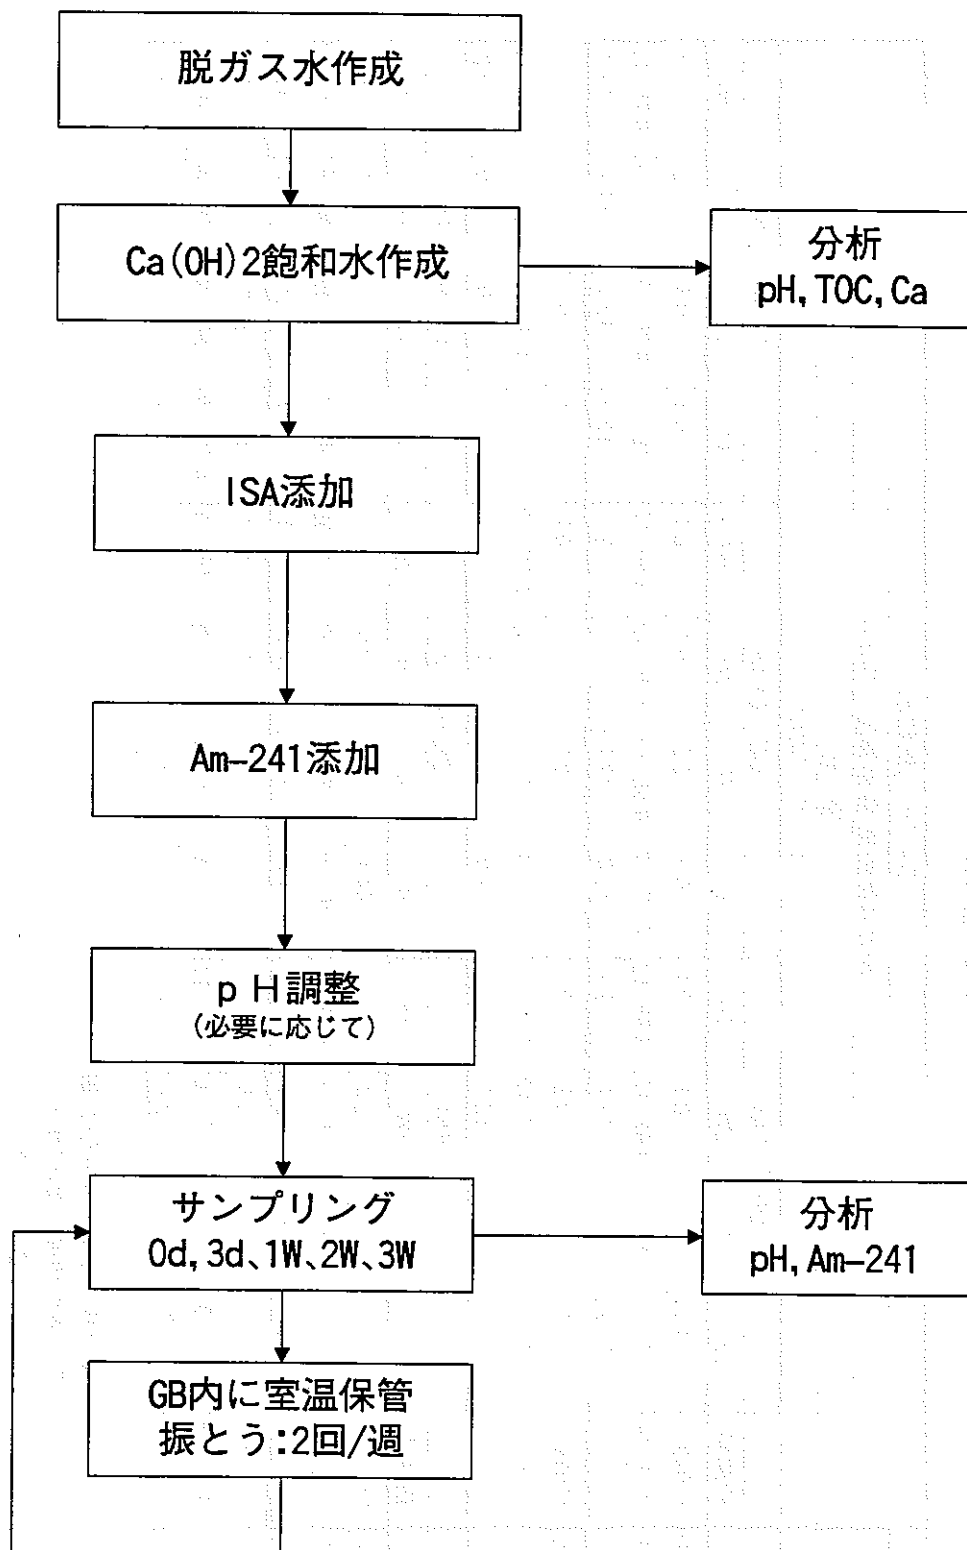 脱ガス水作成
Ca(OH)2飽和水作成
分析
pH, TOC, Ca
ISA添加
Am-241添加
pH調整
(必要に応じて)
サンプリング
0d, 3d、1W、2W、3W
分析
pH, Am-241
GB内に室温保管
振とう:2回/週